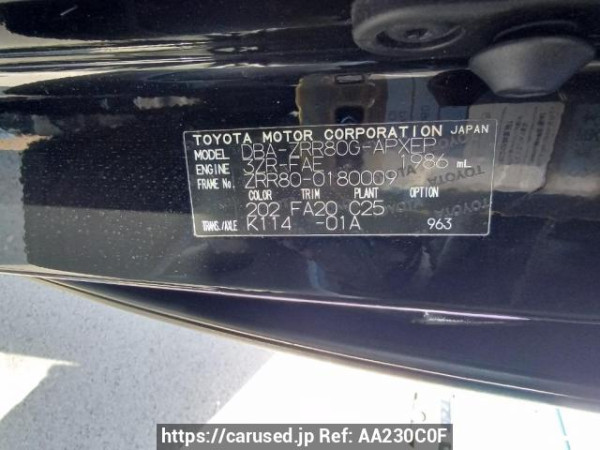 TOYOTA MOTOR CORPORATION JAPAN
MODEL DBA-ZRR80G-APXEP
ENGINE 3ZR-FAE 1986 mL
FRAME No. ZRR80-0180009
COLOR TRIM PLANT OPTION
202 FA20 C25
TRANS./AXLE K114 -01A 963
https://carused.jp Ref: AA230C0F